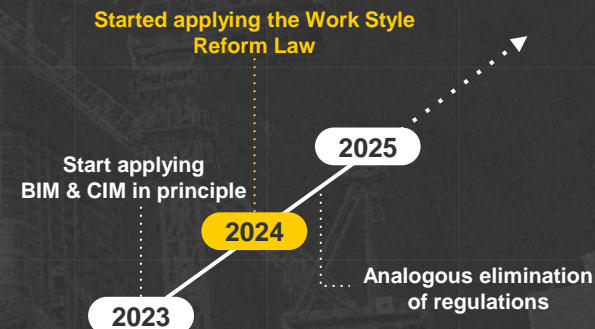 Started applying the Work Style
Reform Law
2025
Start applying
BIM & CIM in principle
2024
Analogous elimination
of regulations
2023